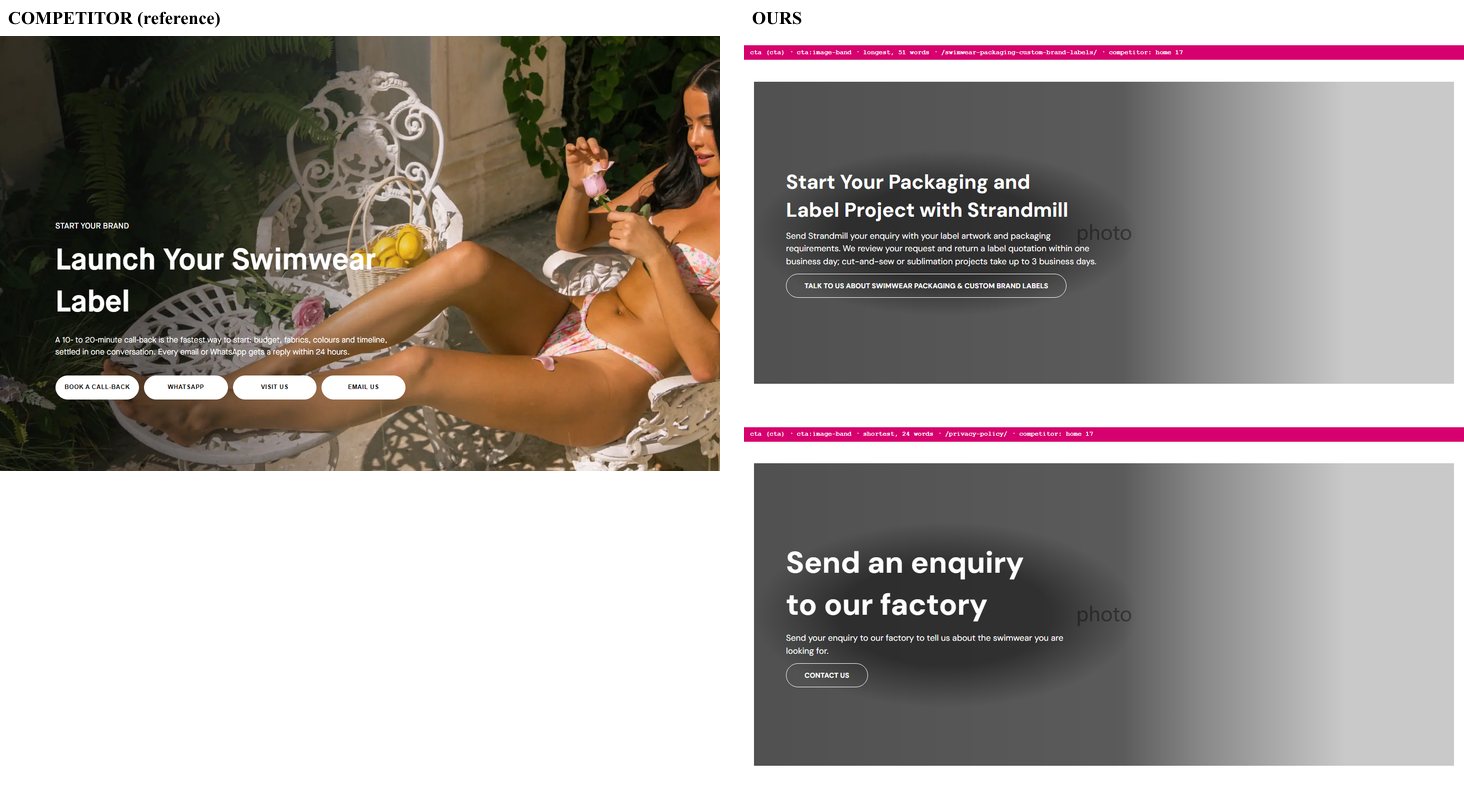 COMPETITOR (reference)
START YOUR BRAND
Launch Your Swimwear
Label
A 10- to 20-minute call-back is the fastest way to start: budget, fabrics, colours and timeline,
settled in one conversation. Every email or WhatsApp gets a reply within 24 hours.
BOOK A CALL-BACK
WHATSAPP
VISIT US
EMAIL US
OURS
cta (cta) · cta:image-band · longest, 51 words · /swimwear-packaging-custom-brand-labels/ · competitor: home 17
Start Your Packaging and
Label Project with Strandmill
photo
Send Strandmill your enquiry with your label artwork and packaging
requirements. We review your request and return a label quotation within one
business day; cut-and-sew or sublimation projects take up to 3 business days.
TALK TO US ABOUT SWIMWEAR PACKAGING & CUSTOM BRAND LABELS
cta (cta) · cta:image-band · shortest, 24 words · /privacy-policy/ · competitor: home 17
Send an enquiry
to our factory
photo
Send your enquiry to our factory to tell us about the swimwear you are
looking for.
CONTACT US